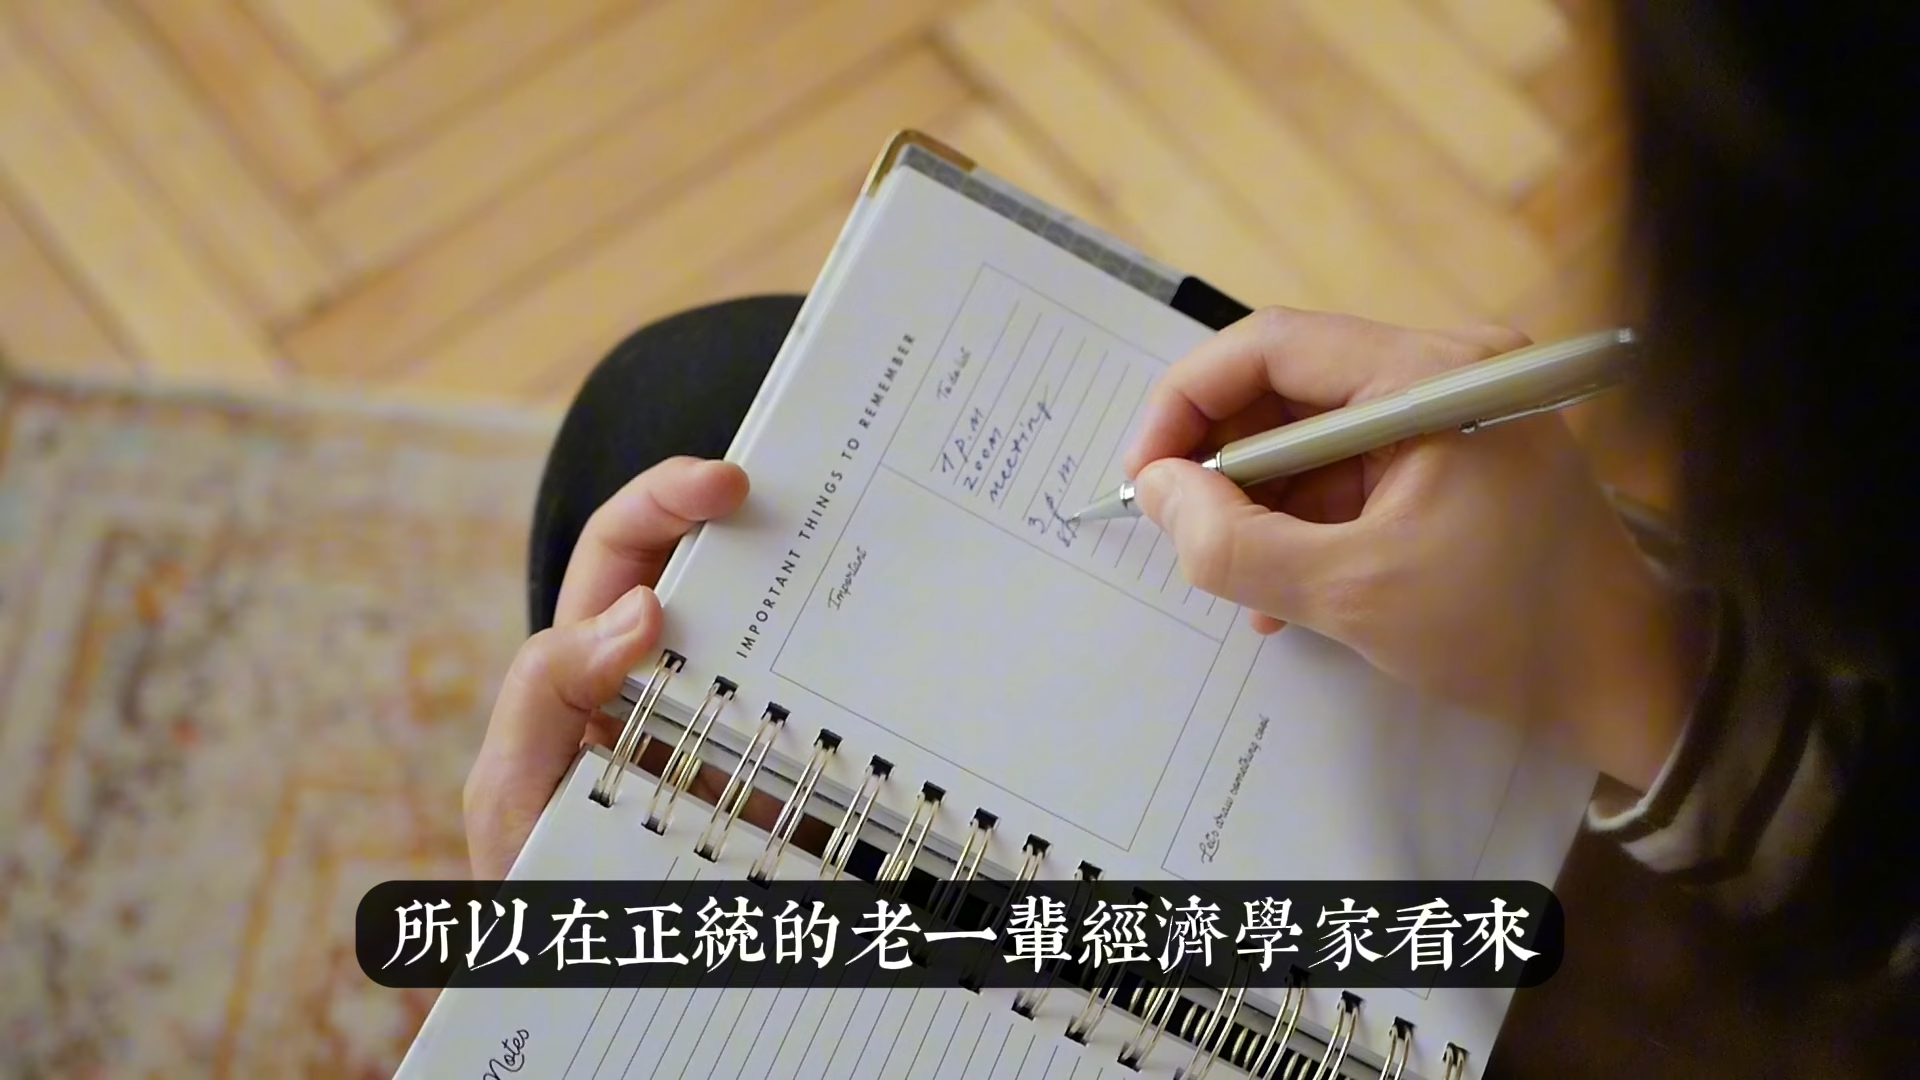 IMPORTANT THINGS TO REMEMBER
To do list
1 p.m
zoom
meeting
3 p.m
Important
Let's draw something cool
Notes
所以在正統的老一輩經濟學家看來